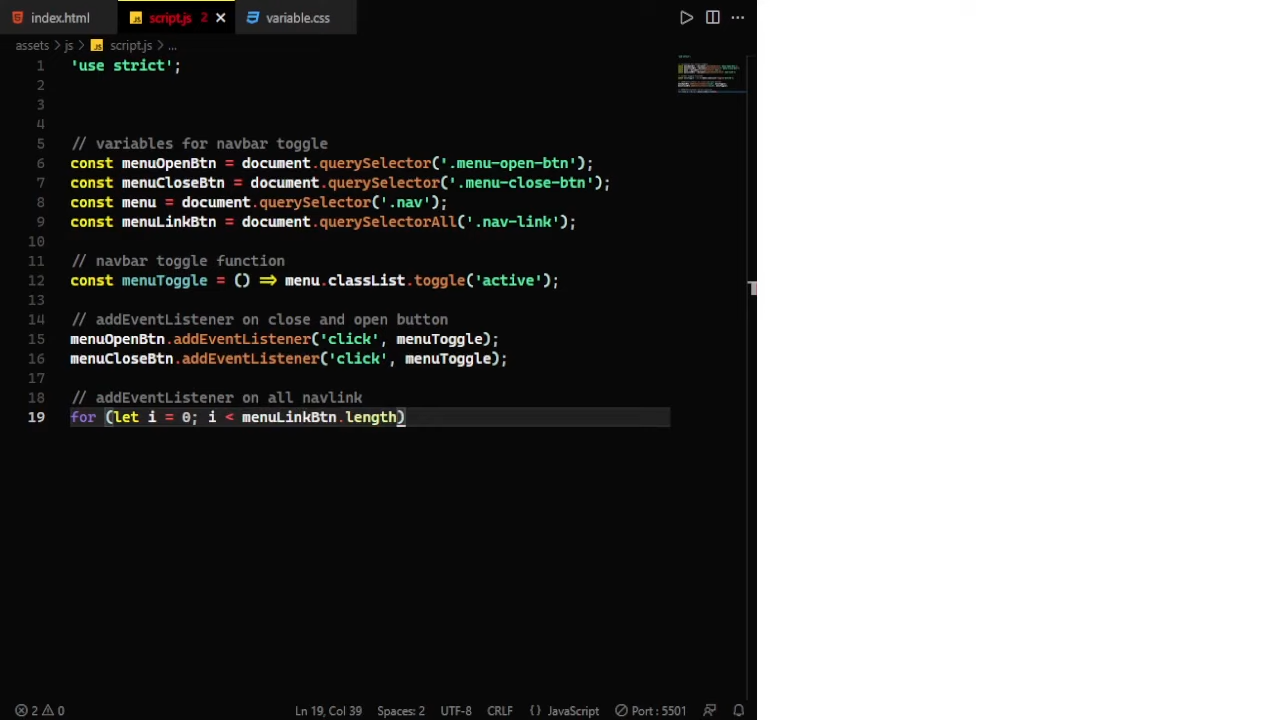 index.html script.js 2 variable.css
assets > js > script.js > ...
1 'use strict';
2
3
4
5 // variables for navbar toggle
6 const menuOpenBtn = document.querySelector('.menu-open-btn');
7 const menuCloseBtn = document.querySelector('.menu-close-btn');
8 const menu = document.querySelector('.nav');
9 const menuLinkBtn = document.querySelectorAll('.nav-link');
10
11 // navbar toggle function
12 const menuToggle = () => menu.classList.toggle('active');
13
14 // addEventListener on close and open button
15 menuOpenBtn.addEventListener('click', menuToggle);
16 menuCloseBtn.addEventListener('click', menuToggle);
17
18 // addEventListener on all navlink
19 for (let i = 0; i < menuLinkBtn.length)
2 0 Ln 19, Col 39 Spaces: 2 UTF-8 CRLF {} JavaScript Port : 5501